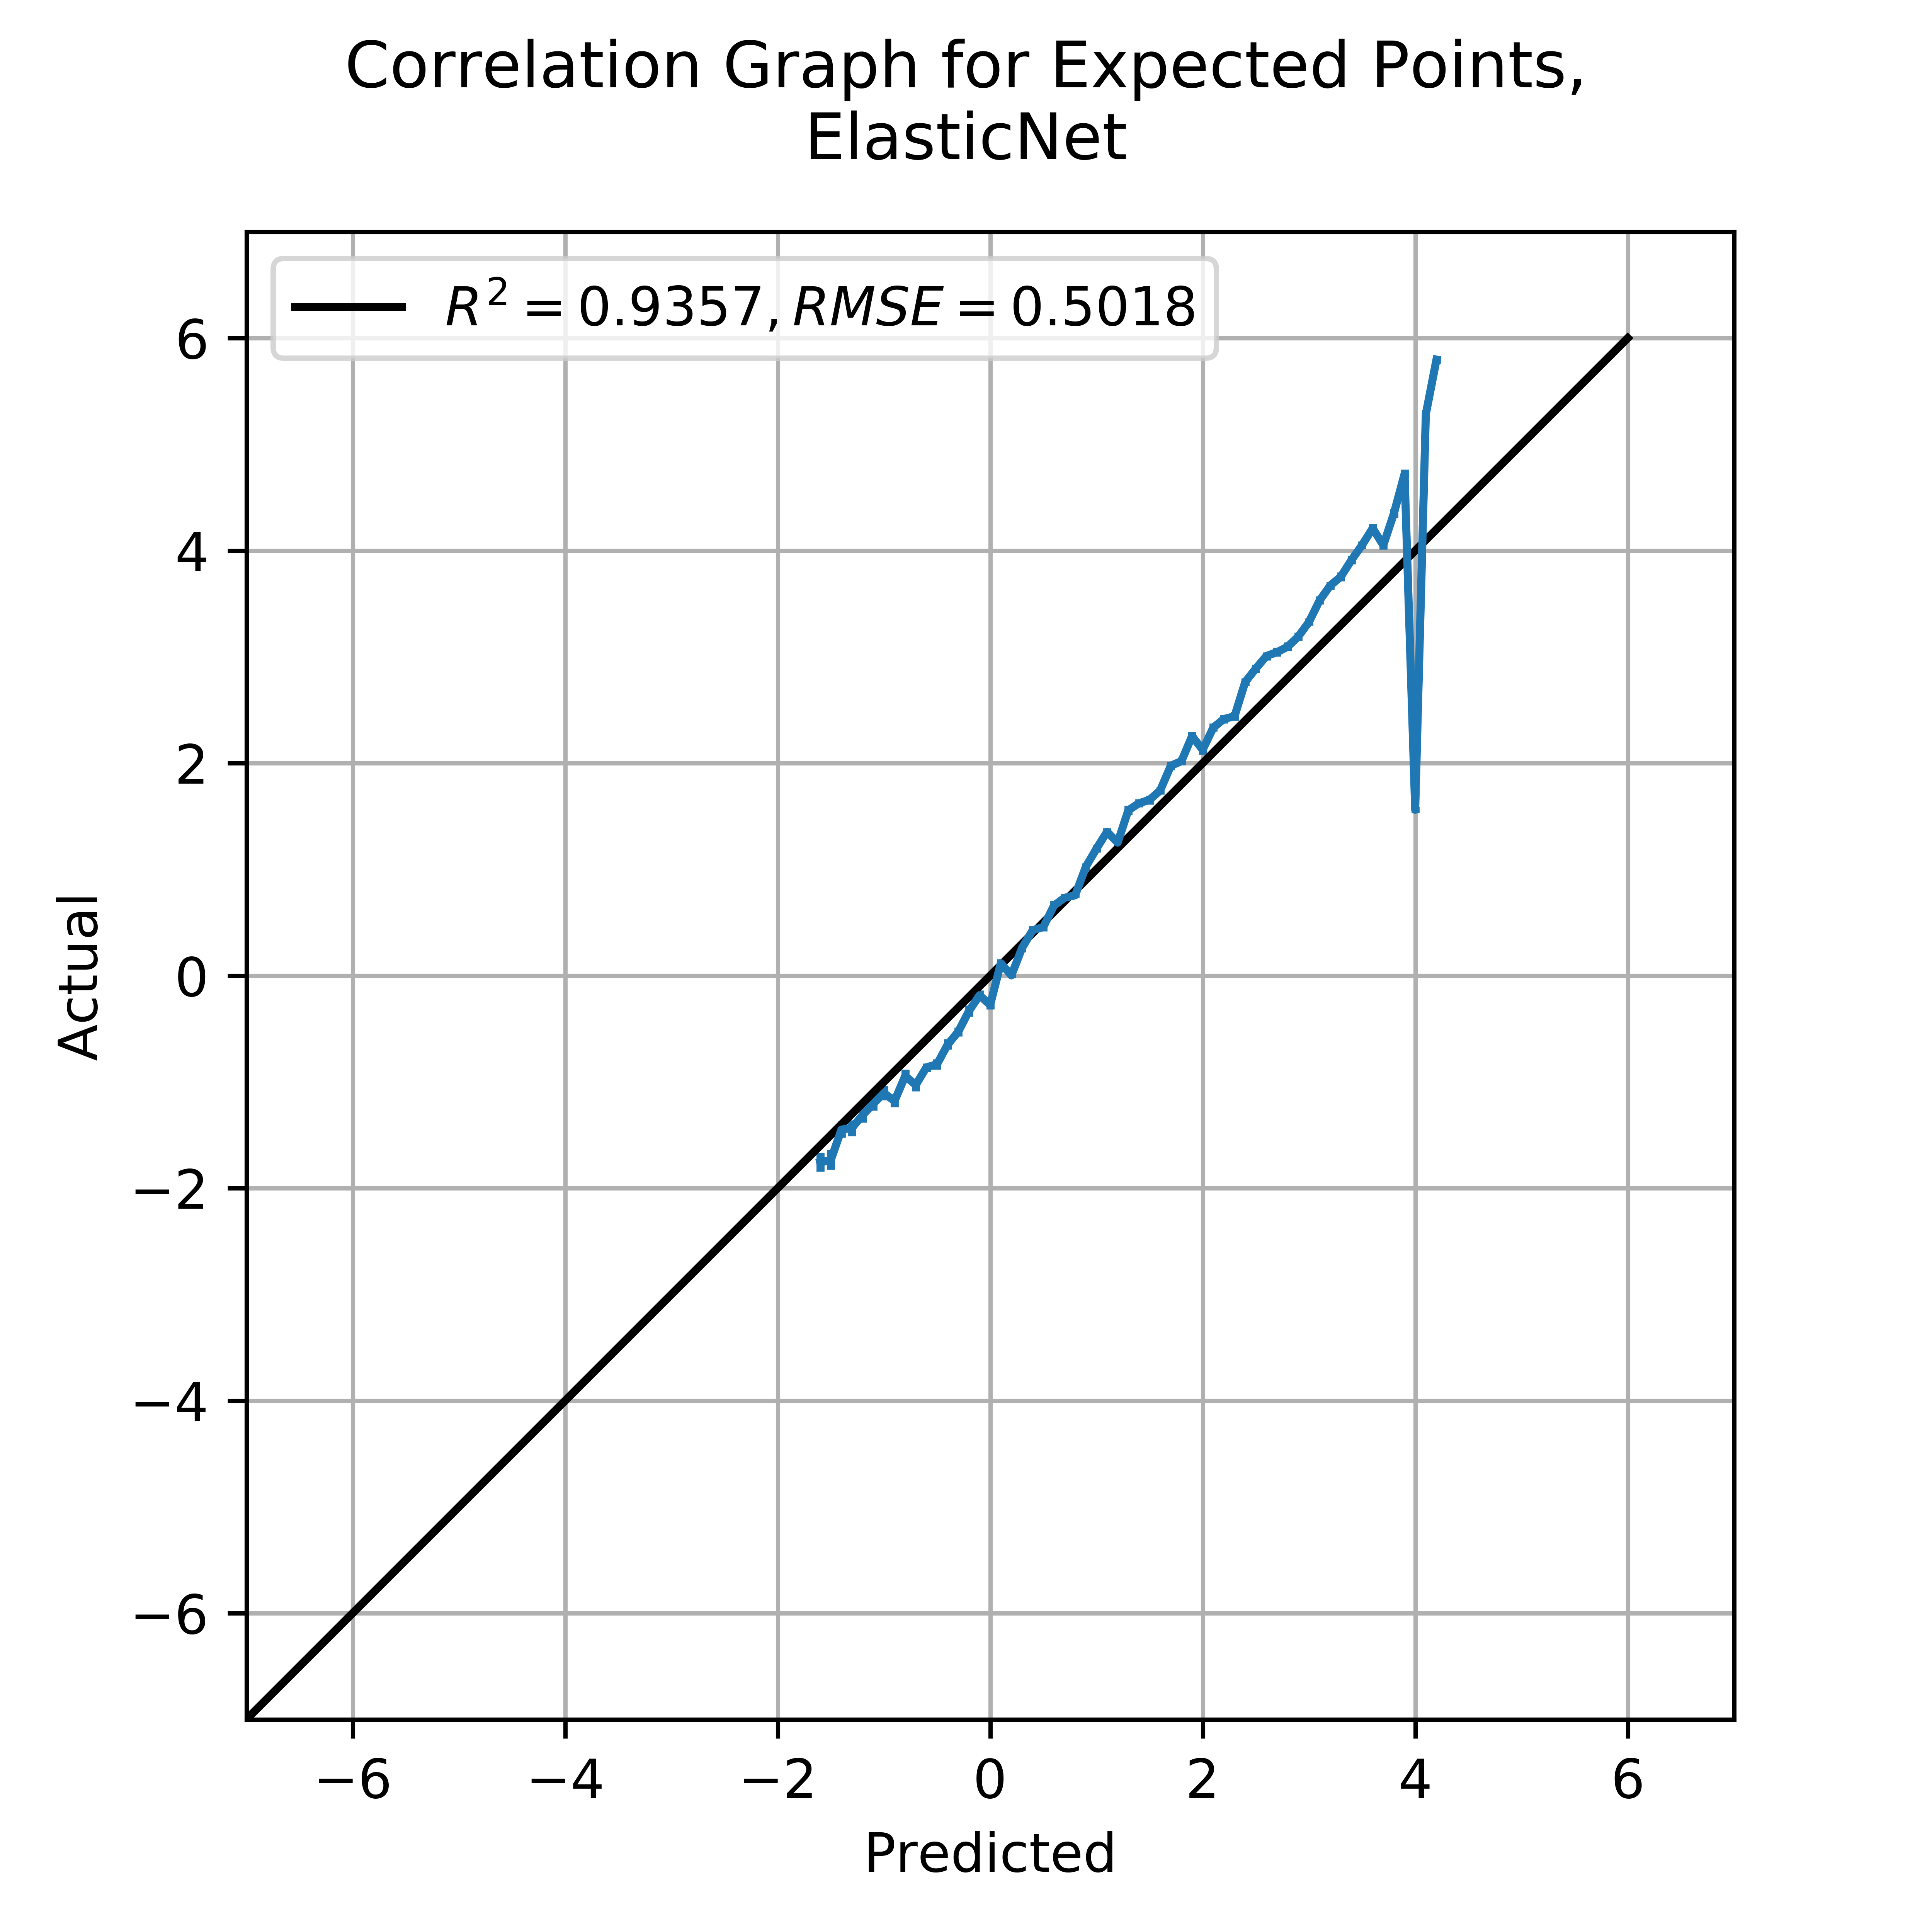 Correlation Graph for Expected Points,
ElasticNet
R² = 0.9357, RMSE = 0.5018
6
4
2
0
−2
−4
−6
Actual
−6 −4 −2 0 2 4 6
Predicted